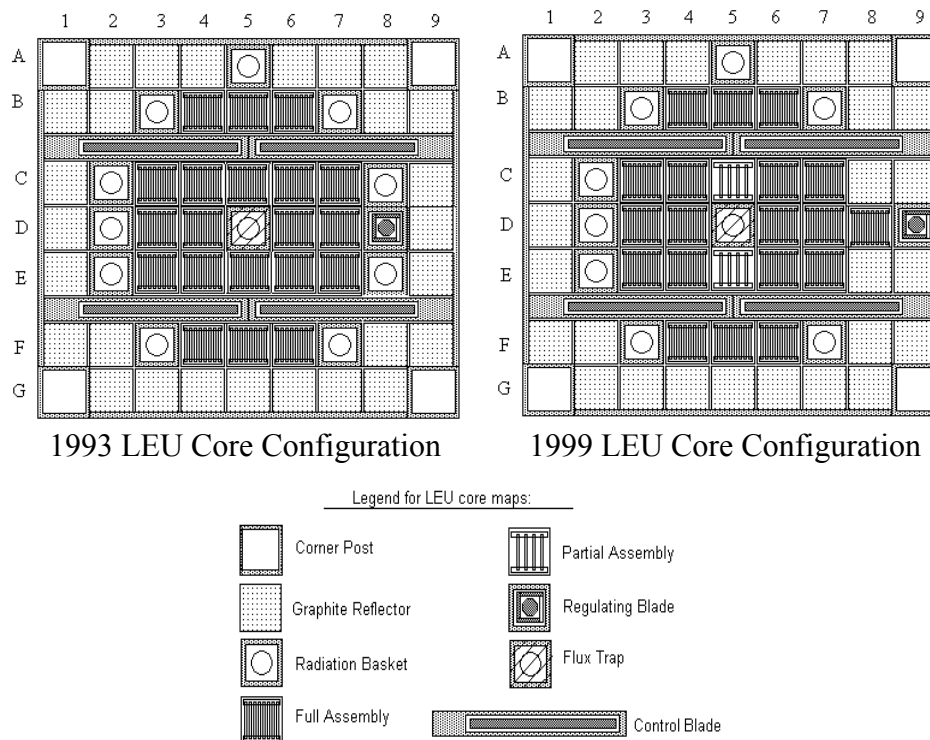 1 2 3 4 5 6 7 8 9
A
B
C
D
E
F
G
1993 LEU Core Configuration
1 2 3 4 5 6 7 8 9
A
B
C
D
E
F
G
1999 LEU Core Configuration
Legend for LEU core maps:
Corner Post
Graphite Reflector
Radiation Basket
Full Assembly
Partial Assembly
Regulating Blade
Flux Trap
Control Blade